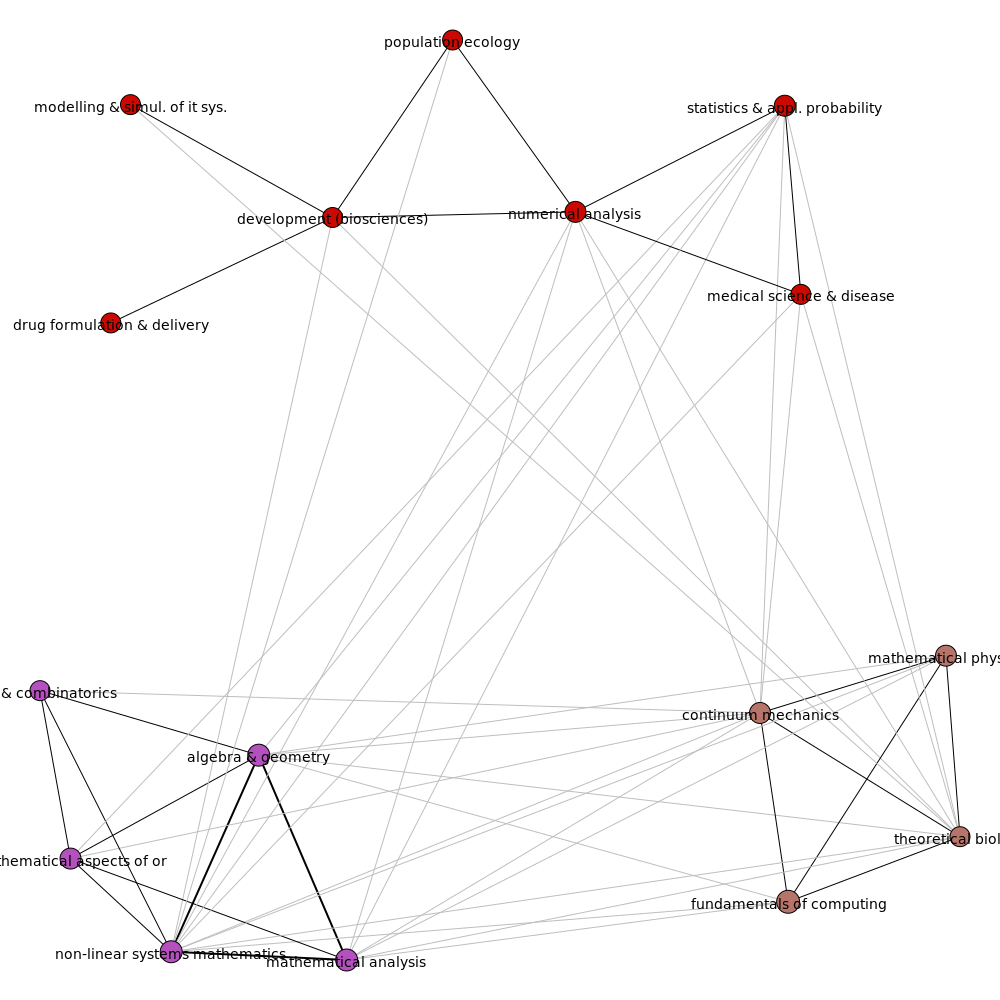 population ecology
modelling & simul. of it sys.
statistics & appl. probability
development (biosciences)
numerical analysis
medical science & disease
drug formulation & delivery
mathematical phys
& combinatorics
continuum mechanics
algebra & geometry
theoretical biol
thematical aspects of or
fundamentals of computing
non-linear systems mathematics
mathematical analysis